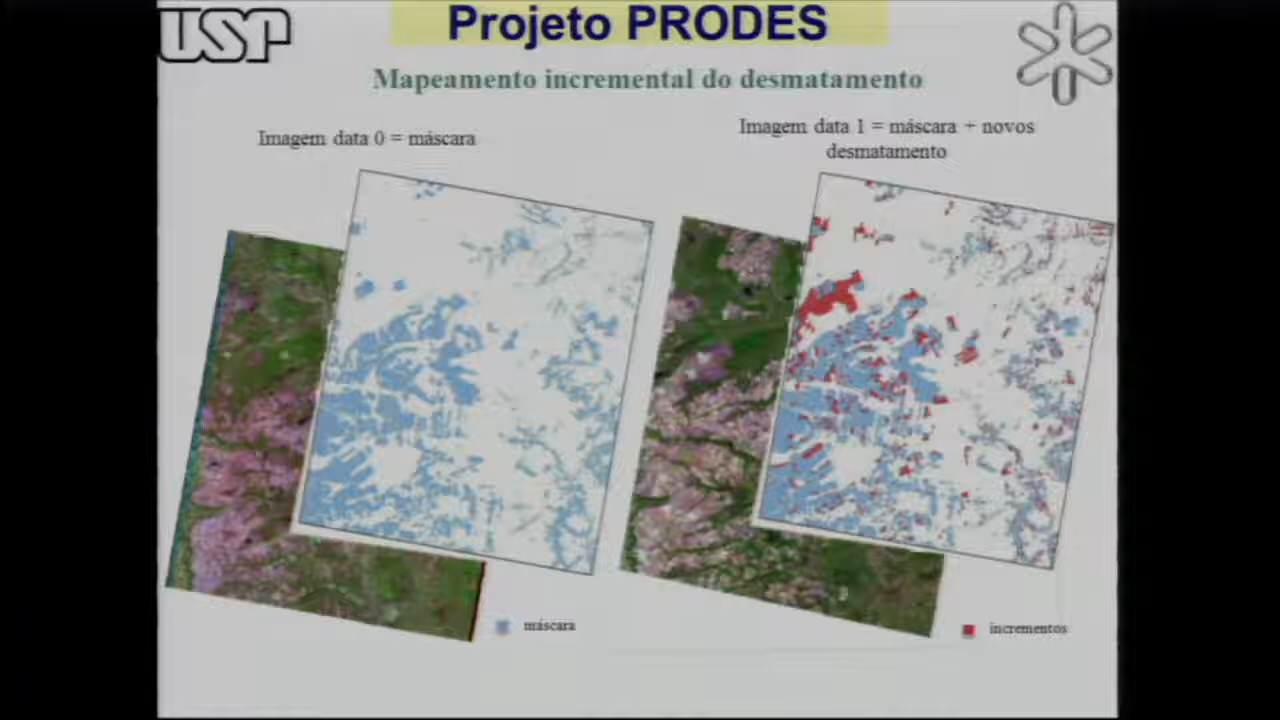 USP
Projeto PRODES
Mapeamento incremental do desmatamento
Imagem data 0 = máscara
Imagem data 1 = máscara + novos
desmatamento
máscara
incrementos